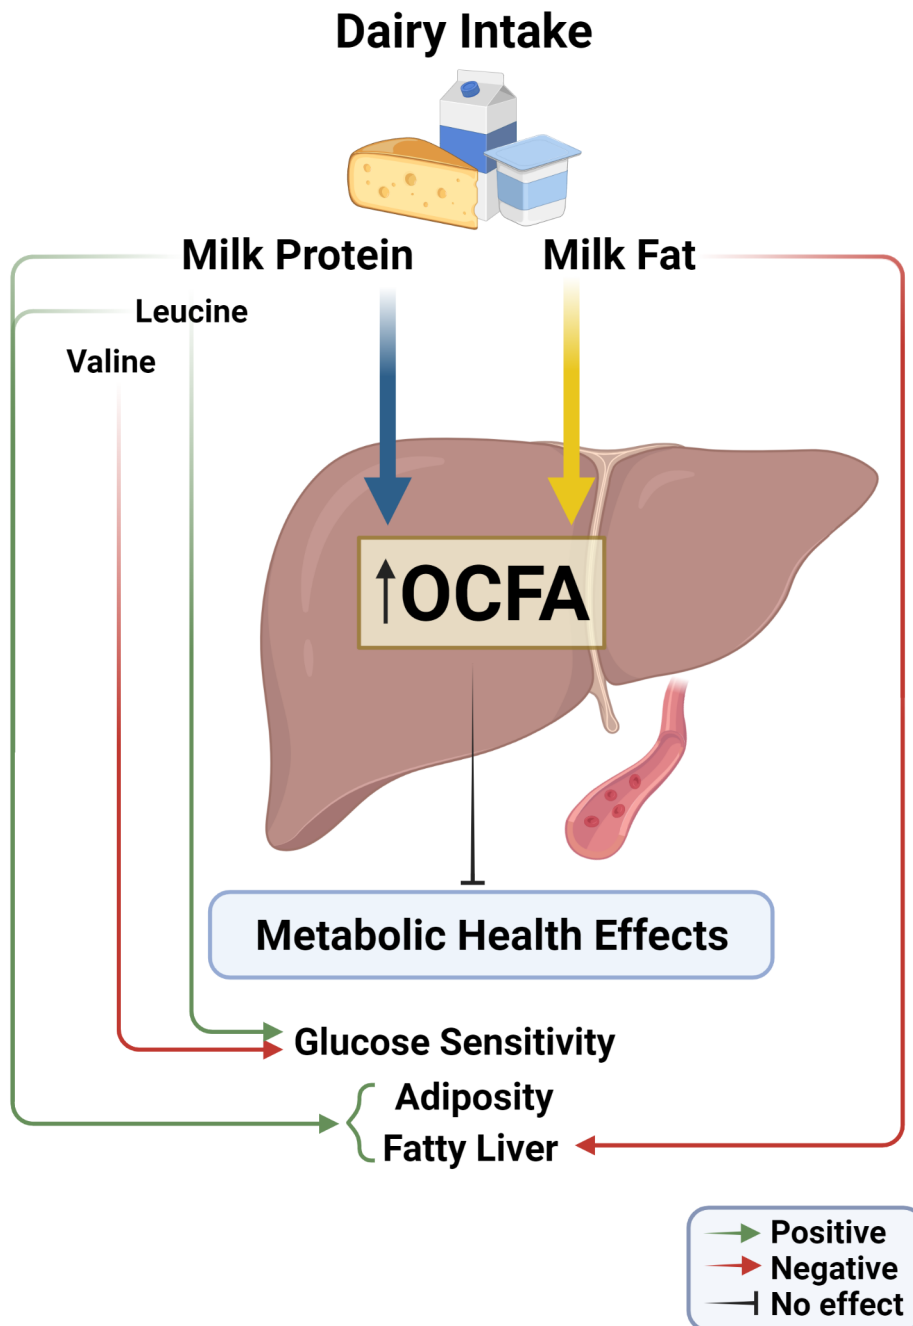 Dairy Intake
Milk Protein
Milk Fat
Leucine
Valine
↑OCFA
Metabolic Health Effects
Glucose Sensitivity
Adiposity
Fatty Liver
Positive
Negative
No effect